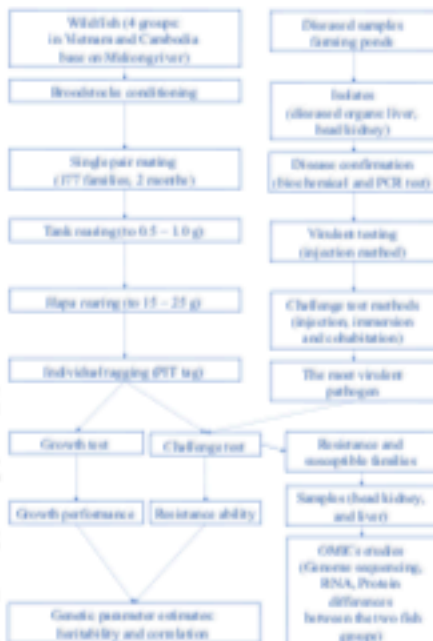 Wild fish (4 groups:
in Vietnam and Cambodia
base on Mekong river)
Broodstocks conditioning
Single pair mating
(177 families, 2 months)
Tank rearing (to 0.5 – 1.0 g)
Hapa rearing (to 15 – 25 g)
Individual tagging (PIT tag)
Growth test
Challenge test
Growth performance
Resistance ability
Genetic parameter estimates:
heritability and correlation
Diseased samples
farming ponds
Isolates
(diseased organs liver,
head kidney)
Disease confirmation
(biochemical and PCR test)
Virulent testing
(injection method)
Challenge test methods
(injection, immersion
and cohabitation)
The most virulent
pathogen
Resistance and
susceptible families
Samples (head kidney,
and liver)
OMICs studies
(Genome sequencing,
RNA, Protein
differences
between the two fish
groups)